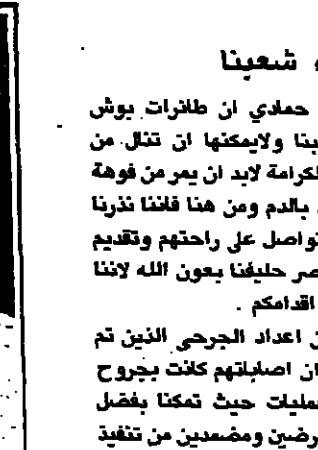 شعبنا
حمادي ان طائرات بوش
بنا ولايمكنها ان تنال من
لكرامة لابد ان يمر من فوهة
بالدم ومن هنا فاننا نذرنا
تواصل على راحتهم وتقديم
صر حليفنا بعون الله لاننا
اقدامكم .
ن اعداد الجرحى الذين تم
ان اصاباتهم كانت بجروح
عمليات حيث تمكنا بفضل
رضين ومضمدين من تنفيذ